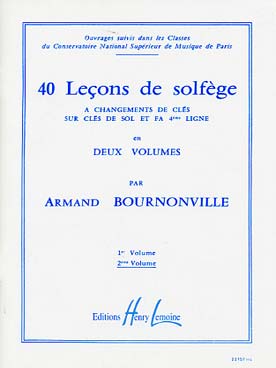 Ouvrages suivis dans les Classes
du Conservatoire National Supérieur de Musique de Paris
40 Leçons de solfège
A CHANGEMENTS DE CLÉS
SUR CLÉS DE SOL ET FA 4ème LIGNE
en
DEUX VOLUMES
PAR
ARMAND BOURNONVILLE
1er Volume
2ème Volume
Editions Henry Lemoine